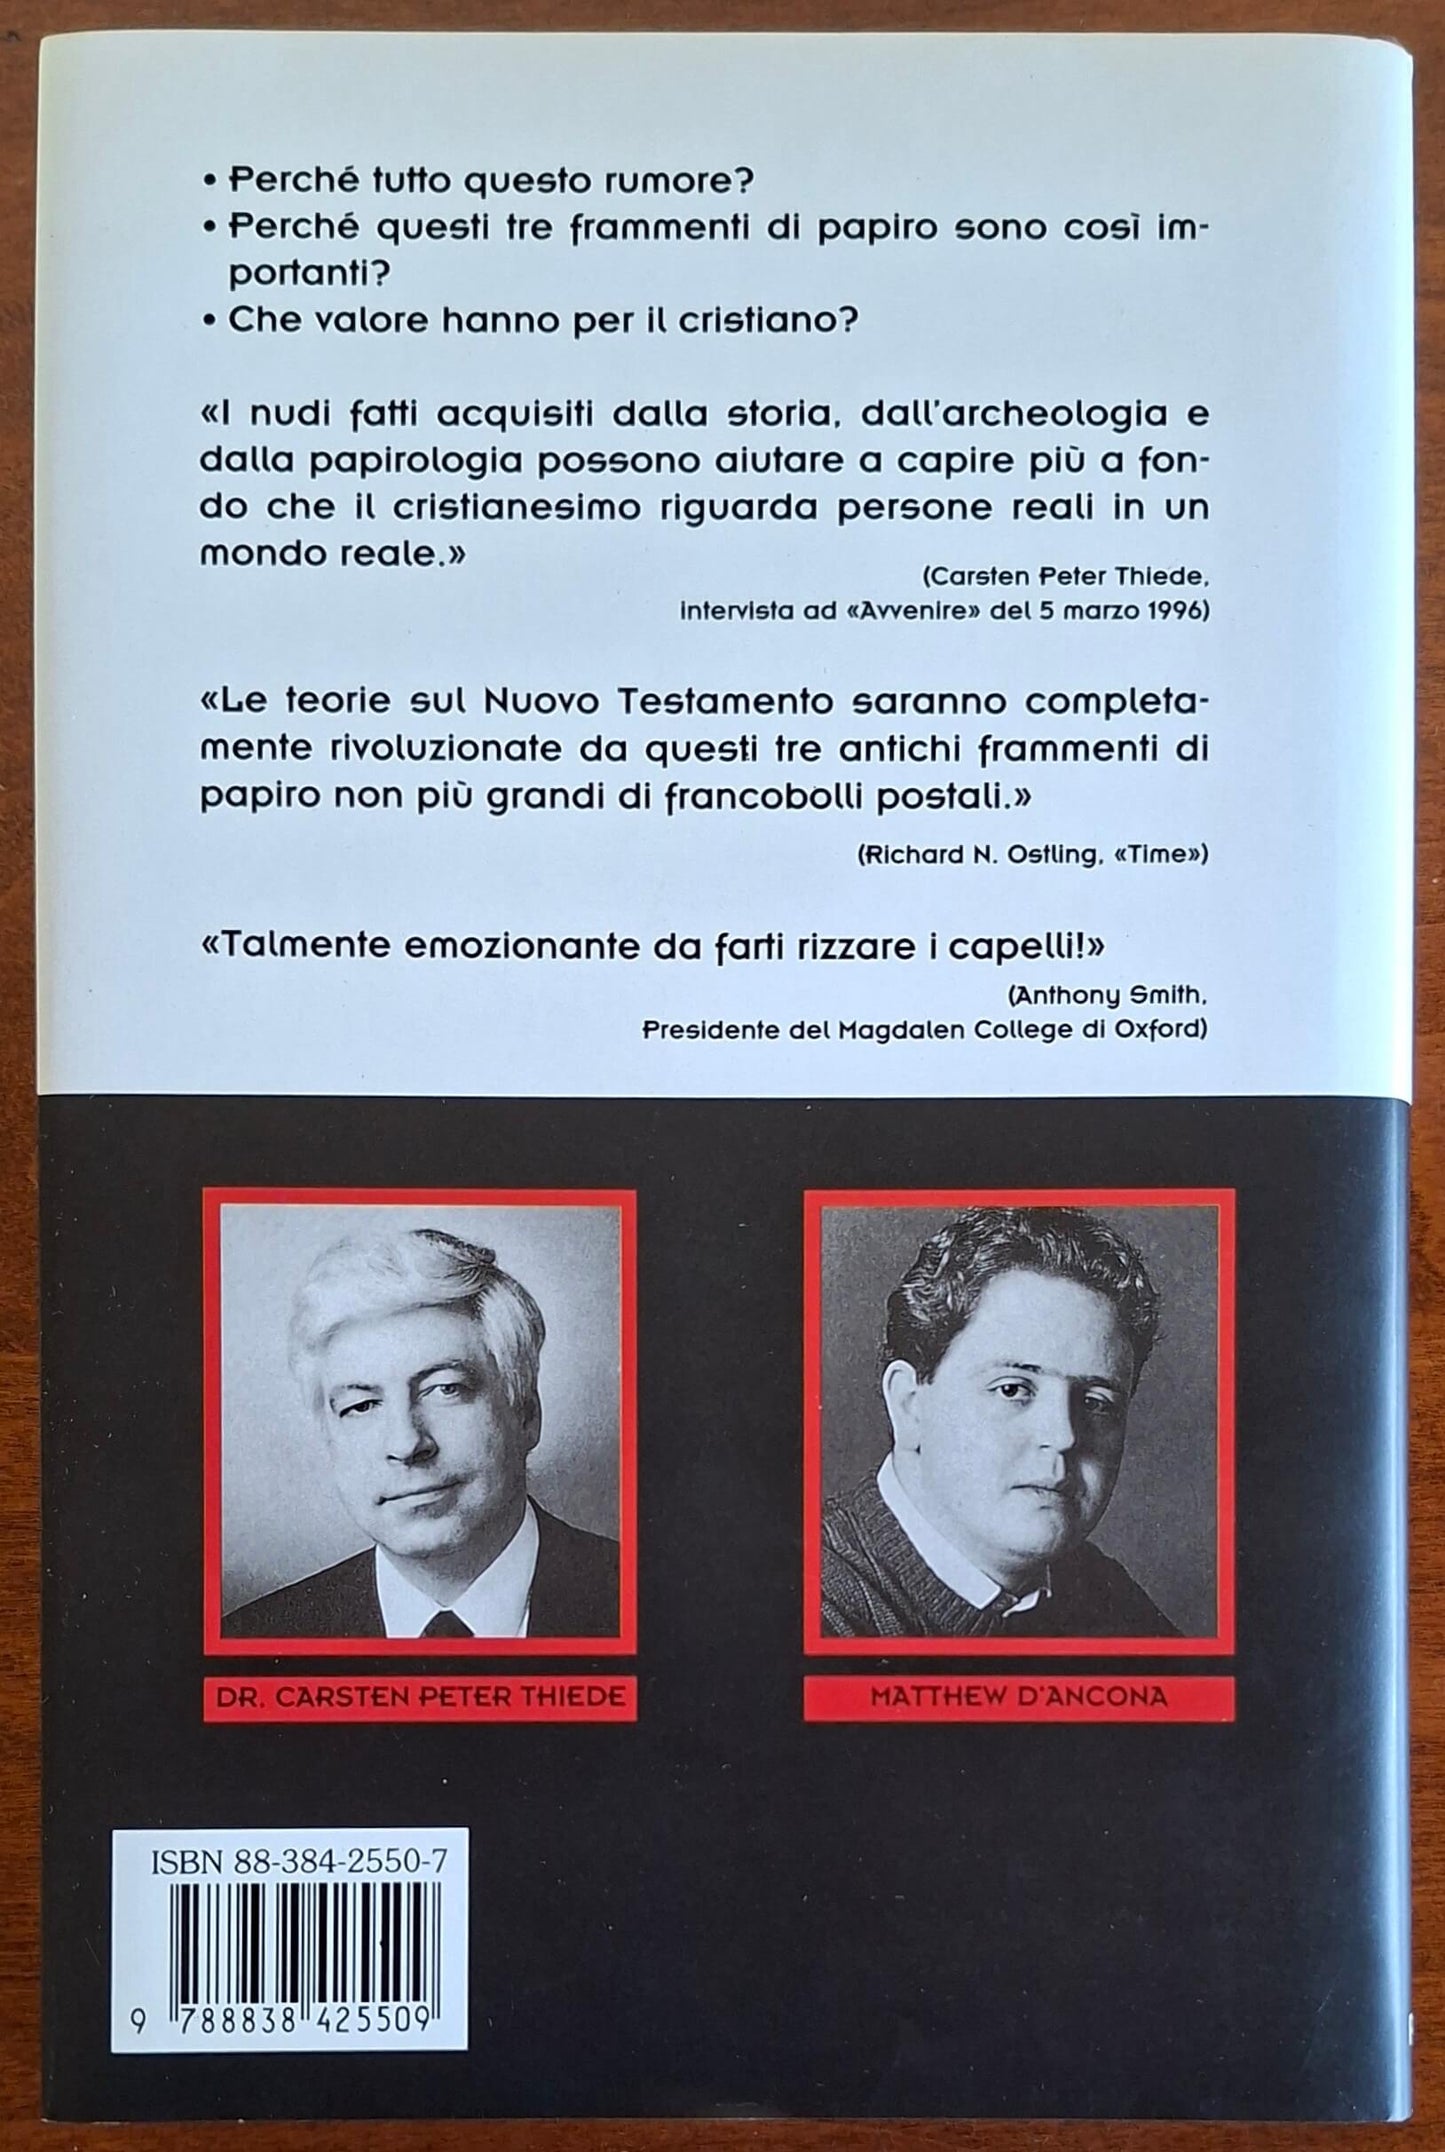 • Perché tutto questo rumore?
• Perché questi tre frammenti di papiro sono così im-
portanti?
• Che valore hanno per il cristiano?
«I nudi fatti acquisiti dalla storia, dall'archeologia e
dalla papirologia possono aiutare a capire più a fon-
do che il cristianesimo riguarda persone reali in un
mondo reale.»
(Carsten Peter Thiede,
intervista ad «Avvenire» del 5 marzo 1996)
«Le teorie sul Nuovo Testamento saranno completa-
mente rivoluzionate da questi tre antichi frammenti di
papiro non più grandi di francobolli postali.»
(Richard N. Ostling, «Time»)
«Talmente emozionante da farti rizzare i capelli!»
(Anthony Smith,
Presidente del Magdalen College di Oxford)
DR. CARSTEN PETER THIEDE
MATTHEW D'ANCONA
ISBN 88-384-2550-7
9 788838 425509